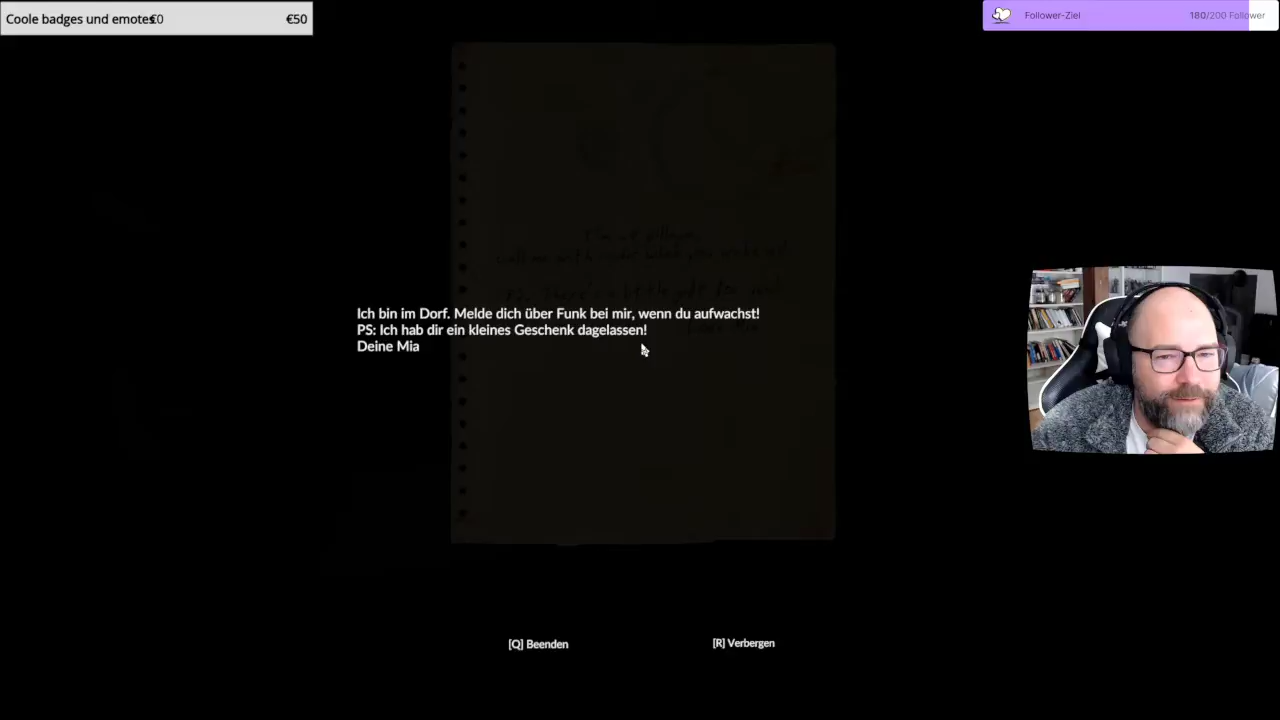 Coole badges und emotes €0 €50
Follower-Ziel 180/200 Follower
Ich bin im Dorf. Melde dich über Funk bei mir, wenn du aufwachst!
PS: Ich hab dir ein kleines Geschenk dagelassen!
Deine Mia
[Q] Beenden [R] Verbergen